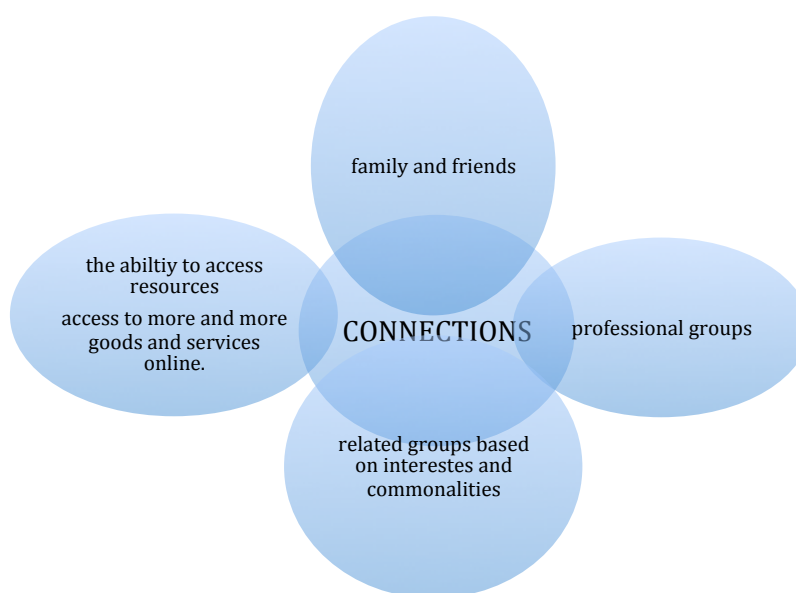 family and friends
the abiltiy to access
resources
access to more and more
goods and services
online.
CONNECTIONS
professional groups
related groups based
on interestes and
commonalities